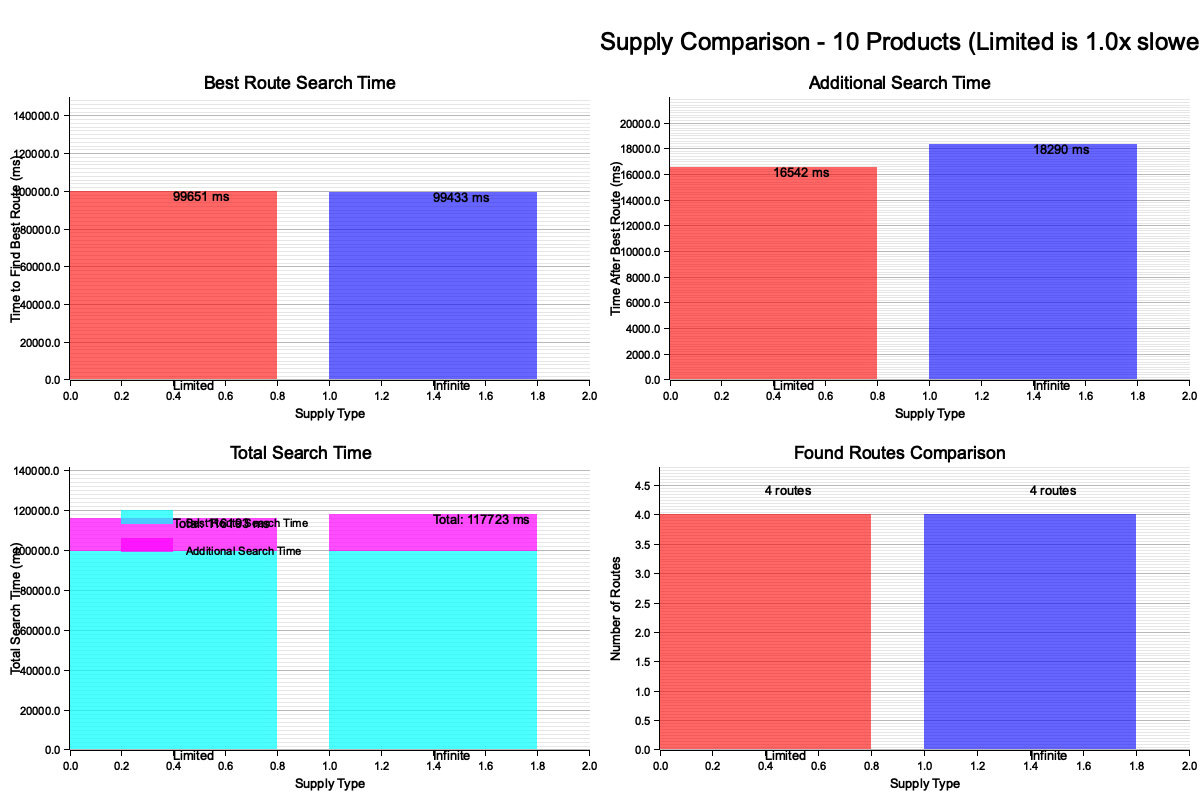 Supply Comparison - 10 Products (Limited is 1.0x slowe
Best Route Search Time
Time to Find Best Route (ms)
140000.0
120000.0
100000.0
80000.0
60000.0
40000.0
20000.0
0.0
99651 ms
99433 ms
Limited
Infinite
0.0 0.2 0.4 0.6 0.8 1.0 1.2 1.4 1.6 1.8 2.0
Supply Type
Additional Search Time
Time After Best Route (ms)
20000.0
18000.0
16000.0
14000.0
12000.0
10000.0
8000.0
6000.0
4000.0
2000.0
0.0
16542 ms
18290 ms
Limited
Infinite
0.0 0.2 0.4 0.6 0.8 1.0 1.2 1.4 1.6 1.8 2.0
Supply Type
Total Search Time
Total Search Time (ms)
140000.0
120000.0
100000.0
80000.0
60000.0
40000.0
20000.0
0.0
Total: 116193 ms
Best Route Search Time
Additional Search Time
Total: 117723 ms
Limited
Infinite
0.0 0.2 0.4 0.6 0.8 1.0 1.2 1.4 1.6 1.8 2.0
Supply Type
Found Routes Comparison
Number of Routes
4.5
4.0
3.5
3.0
2.5
2.0
1.5
1.0
0.5
0.0
4 routes
4 routes
Limited
Infinite
0.0 0.2 0.4 0.6 0.8 1.0 1.2 1.4 1.6 1.8 2.0
Supply Type